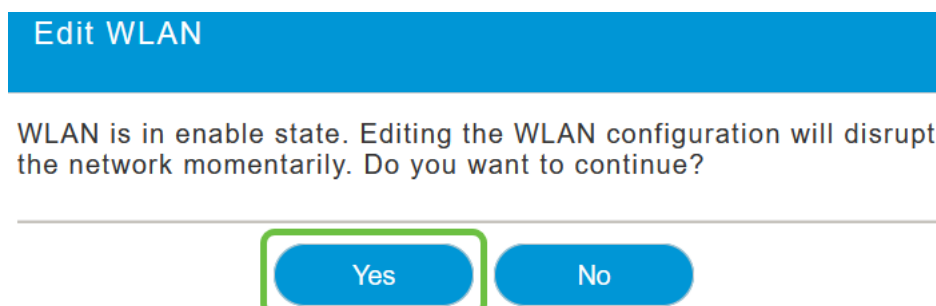 Edit WLAN
WLAN is in enable state. Editing the WLAN configuration will disrupt
the network momentarily. Do you want to continue?
Yes No